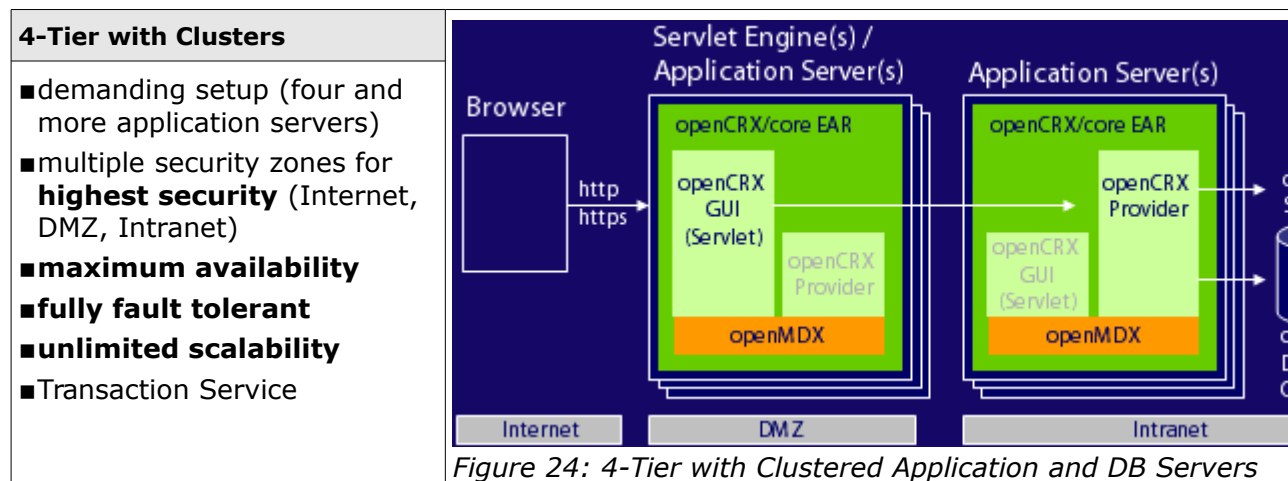 4-Tier with Clusters
■demanding setup (four and
more application servers)
■multiple security zones for
highest security (Internet,
DMZ, Intranet)
■maximum availability
■fully fault tolerant
■unlimited scalability
■Transaction Service
Servlet Engine(s) /
Application Server(s)
Application Server(s)
Browser
openCRX/core EAR
openCRX/core EAR
http
https
openCRX
GUI
(Servlet)
openCRX
Provider
openMDX
openCRX
Provider
openCRX
GUI
(Servlet)
openMDX
Internet
DMZ
Intranet
Figure 24: 4-Tier with Clustered Application and DB Servers